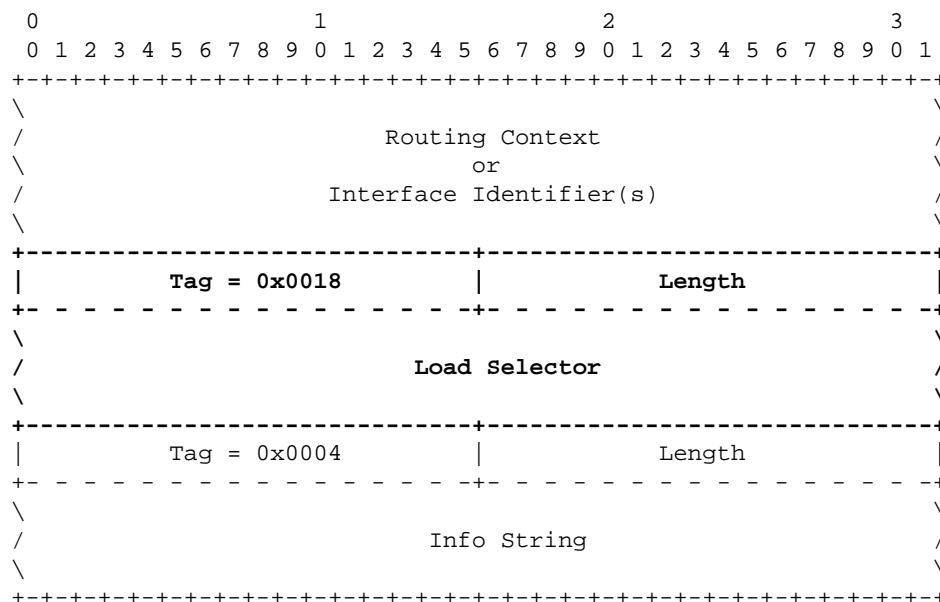 0 1 2 3
0 1 2 3 4 5 6 7 8 9 0 1 2 3 4 5 6 7 8 9 0 1 2 3 4 5 6 7 8 9 0 1
+-+-+-+-+-+-+-+-+-+-+-+-+-+-+-+-+-+-+-+-+-+-+-+-+-+-+-+-+-+-+-+-+
\ \
/ Routing Context /
\ or \
/ Interface Identifier(s) /
\ \
+-------------------------------+-------------------------------+
| Tag = 0x0018 | Length |
+- - - - - - - - - - - - - - - -+- - - - - - - - - - - - - - - -+
\ \
/ Load Selector /
\ \
+-------------------------------+-------------------------------+
| Tag = 0x0004 | Length |
+- - - - - - - - - - - - - - - -+- - - - - - - - - - - - - - - -+
\ \
/ Info String /
\ \
+-+-+-+-+-+-+-+-+-+-+-+-+-+-+-+-+-+-+-+-+-+-+-+-+-+-+-+-+-+-+-+-+